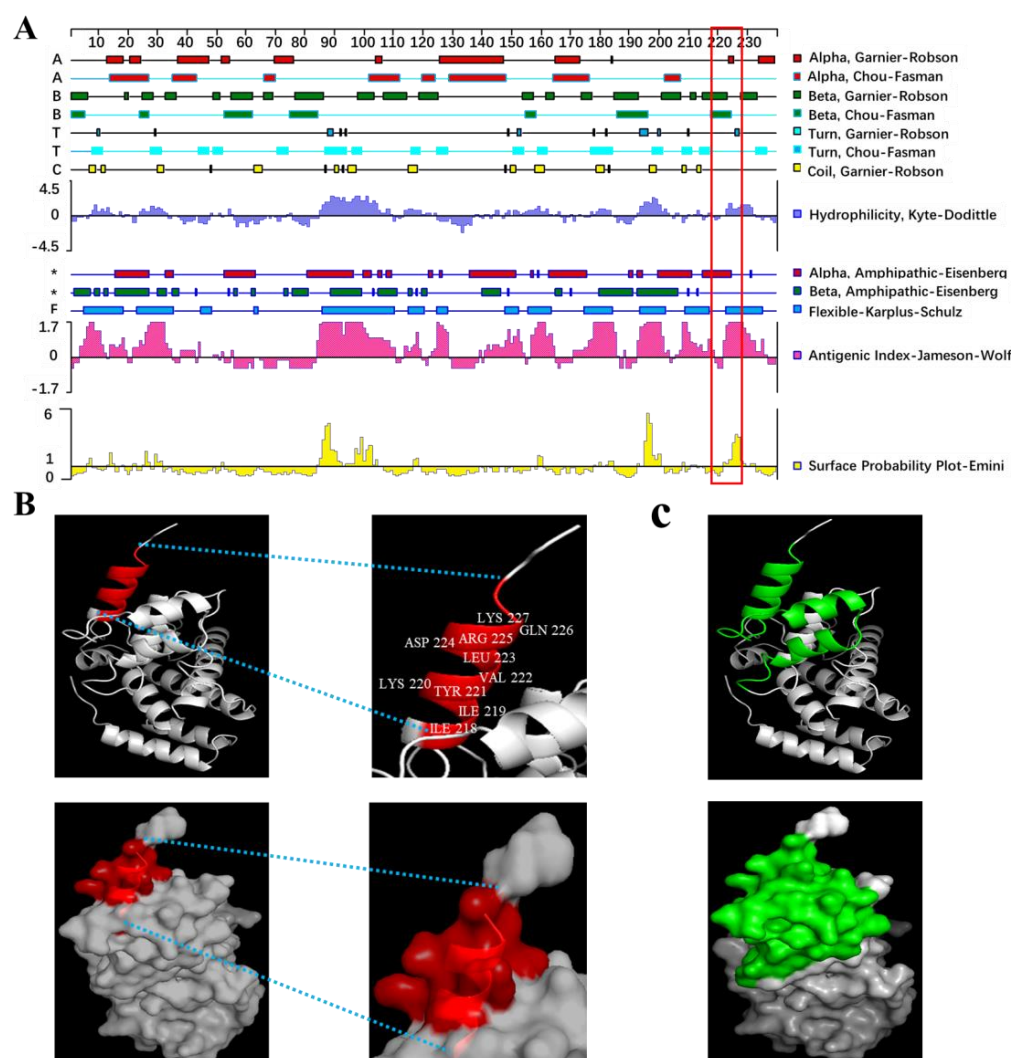 A
10 20 30 40 50 60 70 80 90 100 110 120 130 140 150 160 170 180 190 200 210 220 230
A Alpha, Garnier-Robson
A Alpha, Chou-Fasman
B Beta, Garnier-Robson
B Beta, Chou-Fasman
T Turn, Garnier-Robson
T Turn, Chou-Fasman
C Coil, Garnier-Robson
4.5
0 Hydrophilicity, Kyte-Dodittle
-4.5
* Alpha, Amphipathic-Eisenberg
* Beta, Amphipathic-Eisenberg
F Flexible-Karplus-Schulz
1.7
0 Antigenic Index-Jameson-Wolf
-1.7
6
1
0 Surface Probability Plot-Emini
B
c
LYS 227
GLN 226
ARG 225
ASP 224
LEU 223
VAL 222
LYS 220
TYR 221
ILE 219
ILE 218